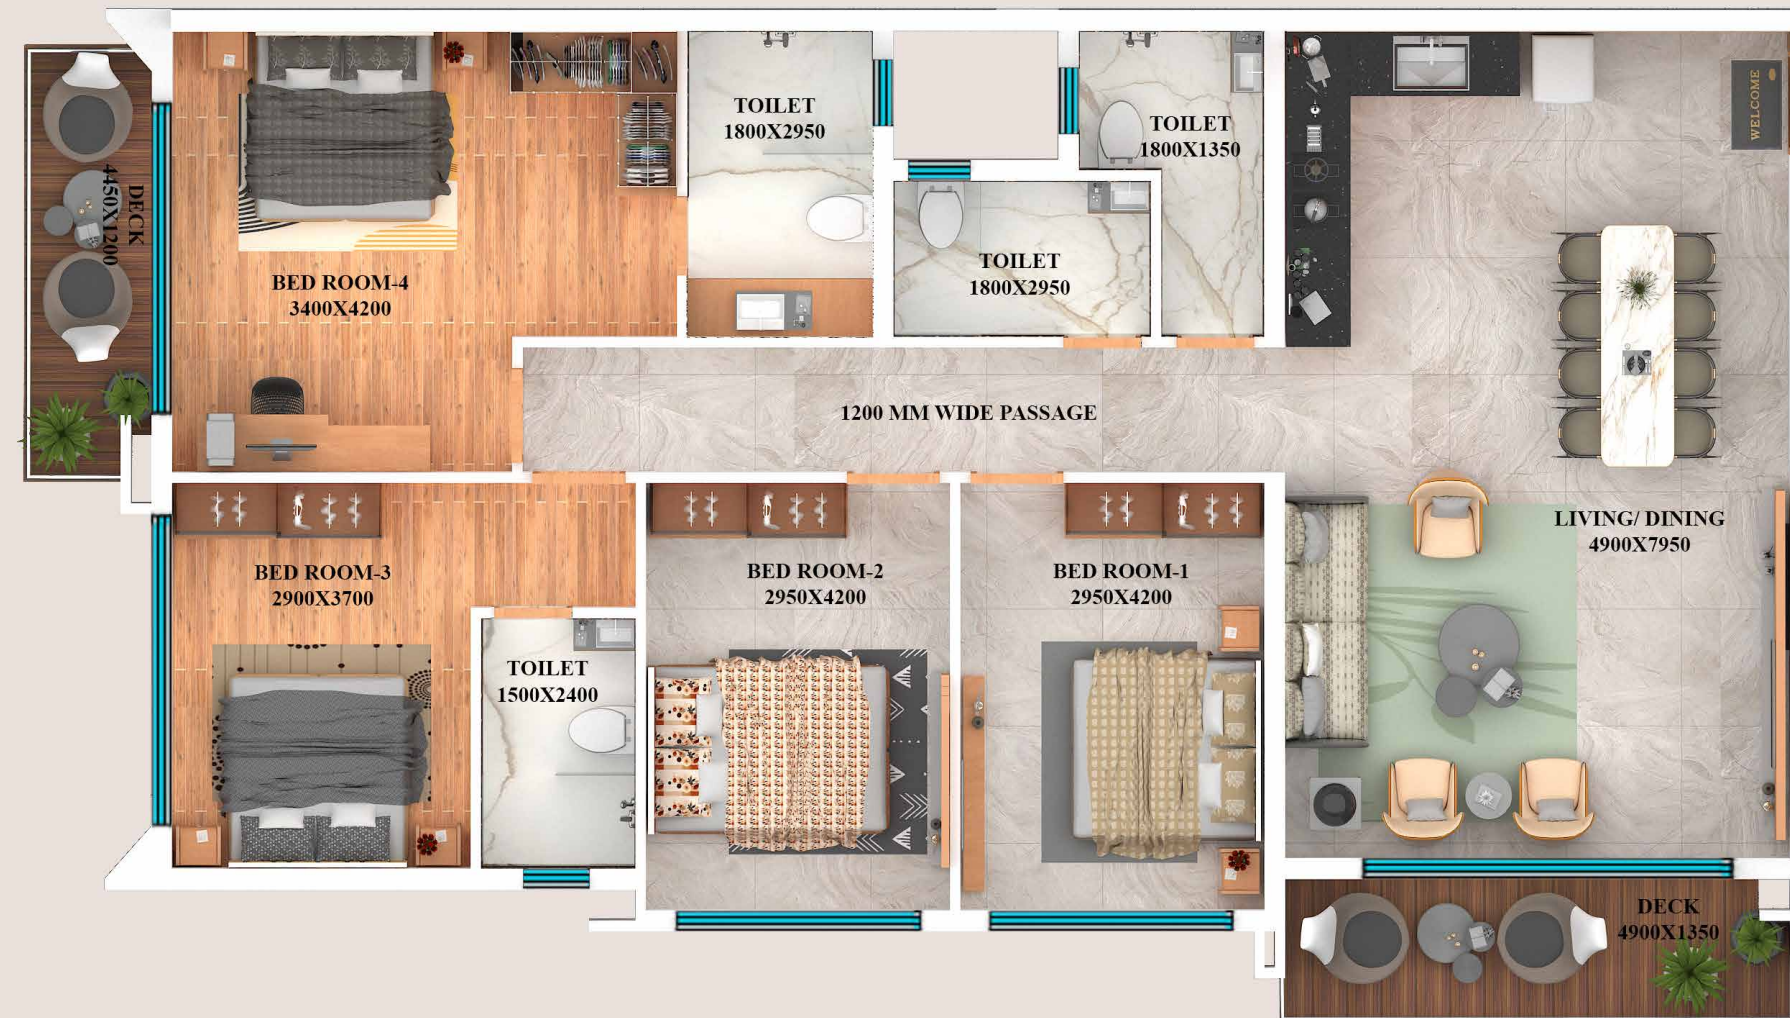 TOILET
1800X2950
TOILET
1800X1350
WELCOME
DECK
4450X1200
BED ROOM-4
3400X4200
TOILET
1800X2950
1200 MM WIDE PASSAGE
LIVING/ DINING
4900X7950
BED ROOM-3
2900X3700
BED ROOM-2
2950X4200
BED ROOM-1
2950X4200
TOILET
1500X2400
DECK
4900X1350